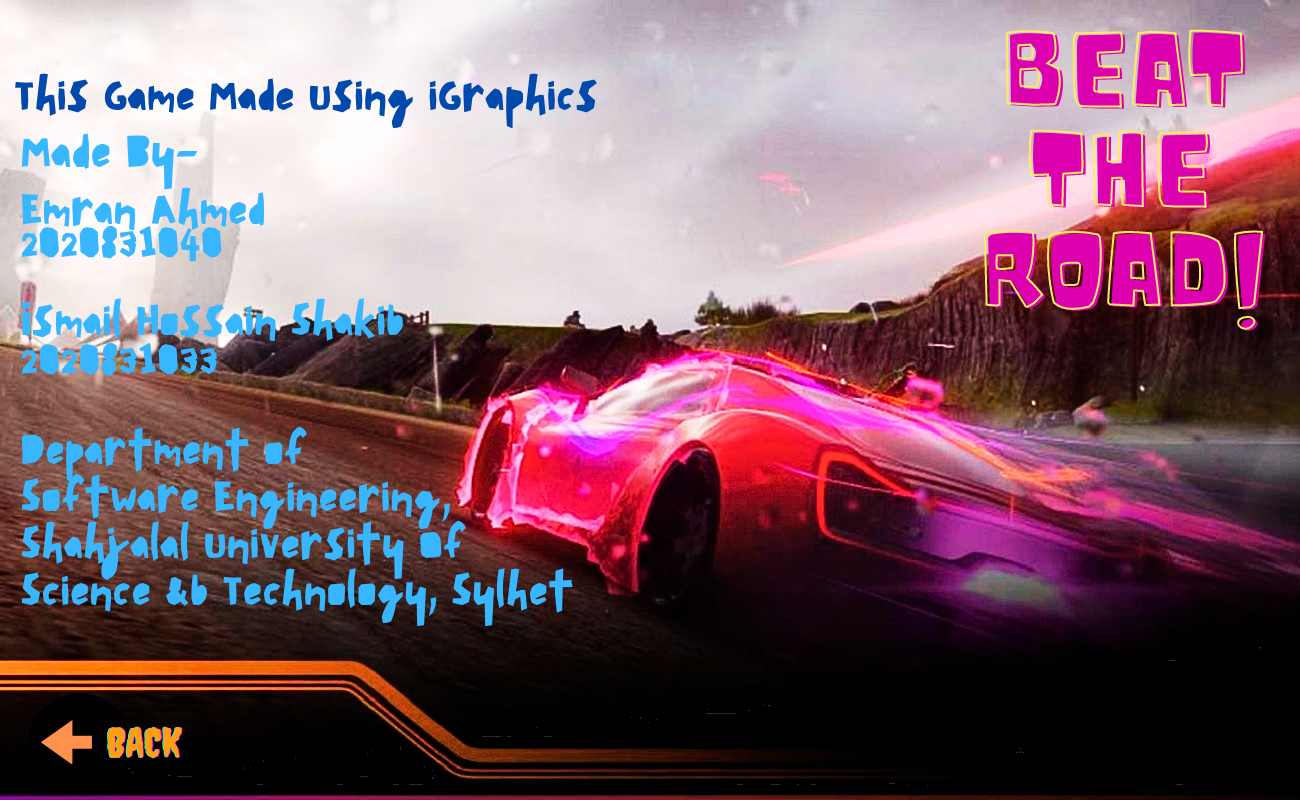 This Game Made Using iGraphics
Made By-
Emran Ahmed
2020831040
Ismail Hossain Shakib
2020831033
Department of
Software Engineering,
Shahjalal University of
Science & Technology, Sylhet
BEAT
THE
ROAD!
BACK